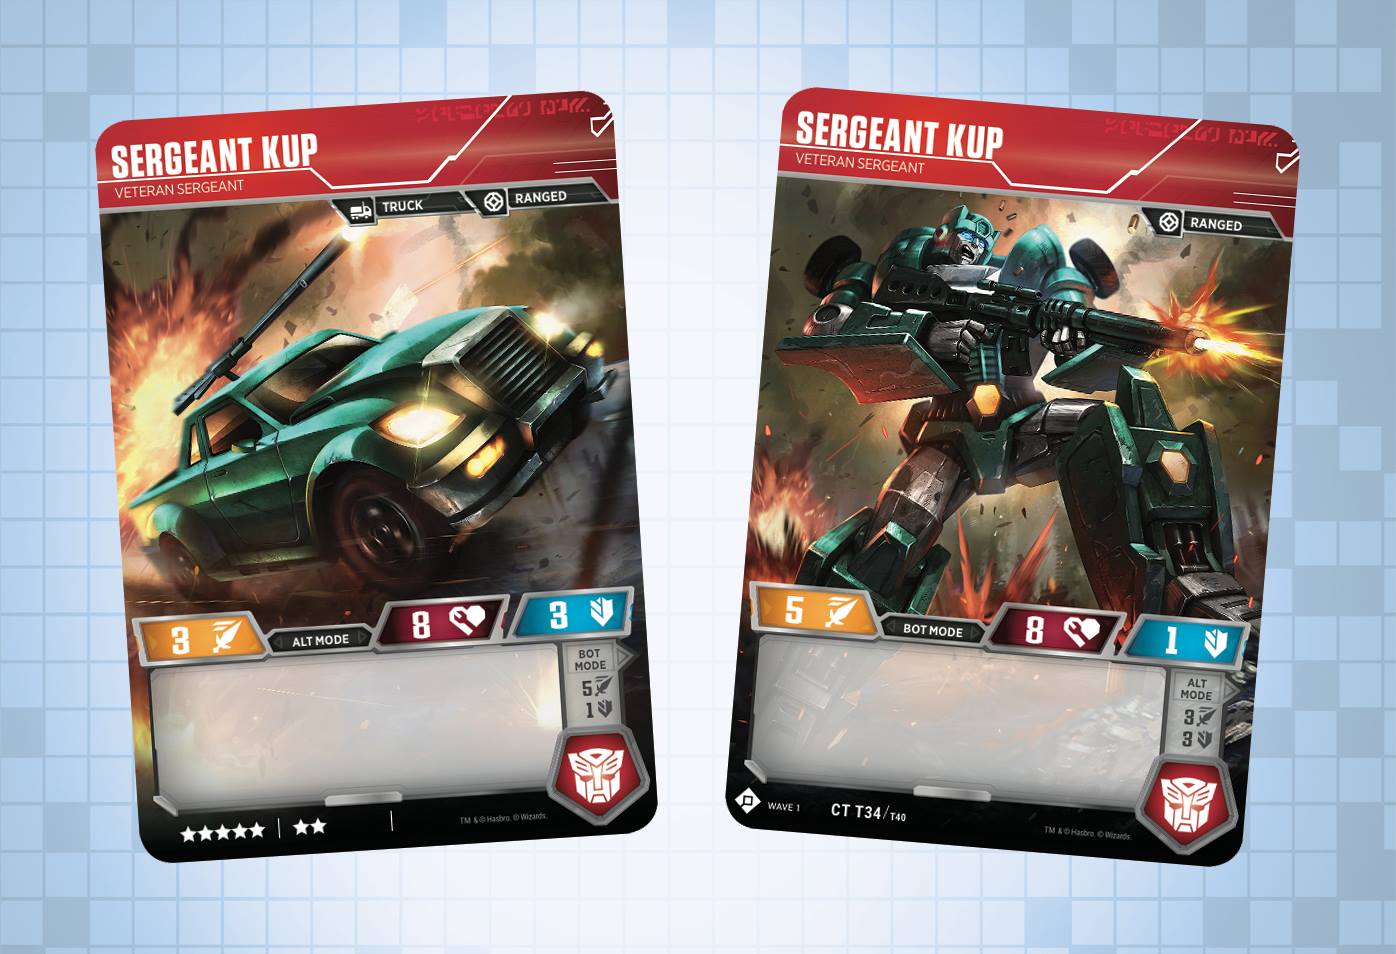 SERGEANT KUP
VETERAN SERGEANT
TRUCK
RANGED
3
ALT MODE
8
3
BOT
MODE
5
1
TM & © Hasbro. © Wizards.
SERGEANT KUP
VETERAN SERGEANT
RANGED
5
BOT MODE
8
1
ALT
MODE
3
3
WAVE 1
CT T34/T40
TM & © Hasbro. © Wizards.